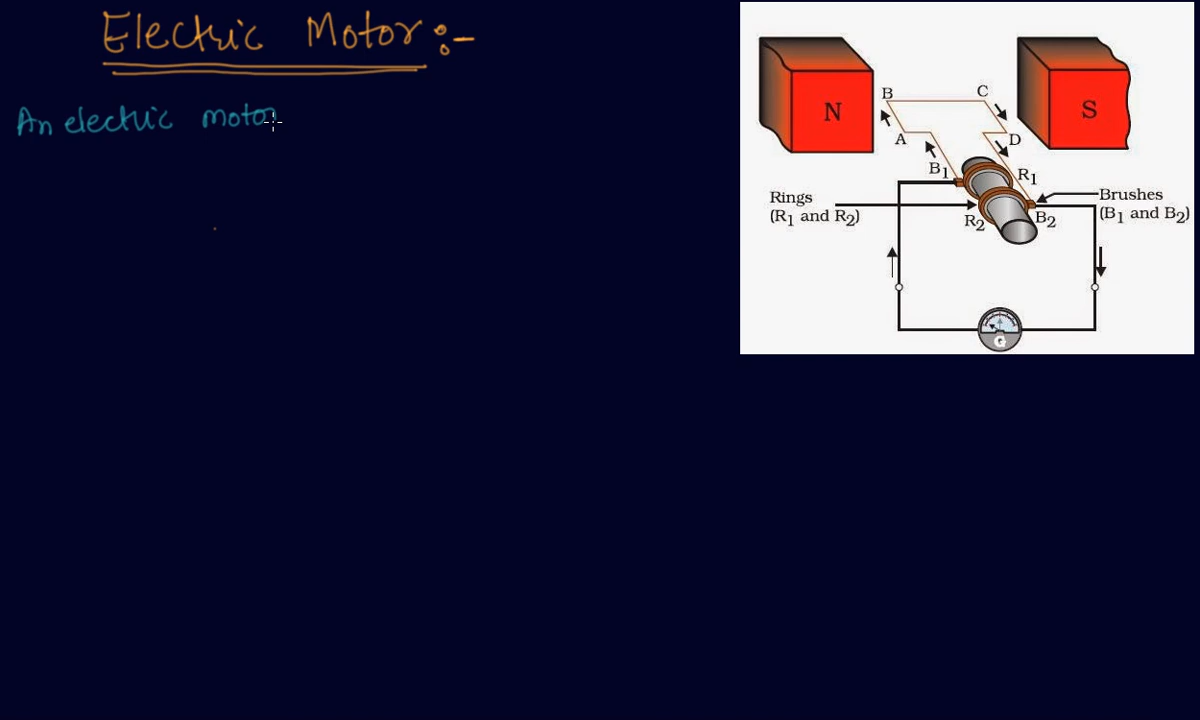 Electric Motor :-
An electric motor
N
S
B
C
A
D
B1
R1
Rings
(R1 and R2)
Brushes
(B1 and B2)
R2
B2
G